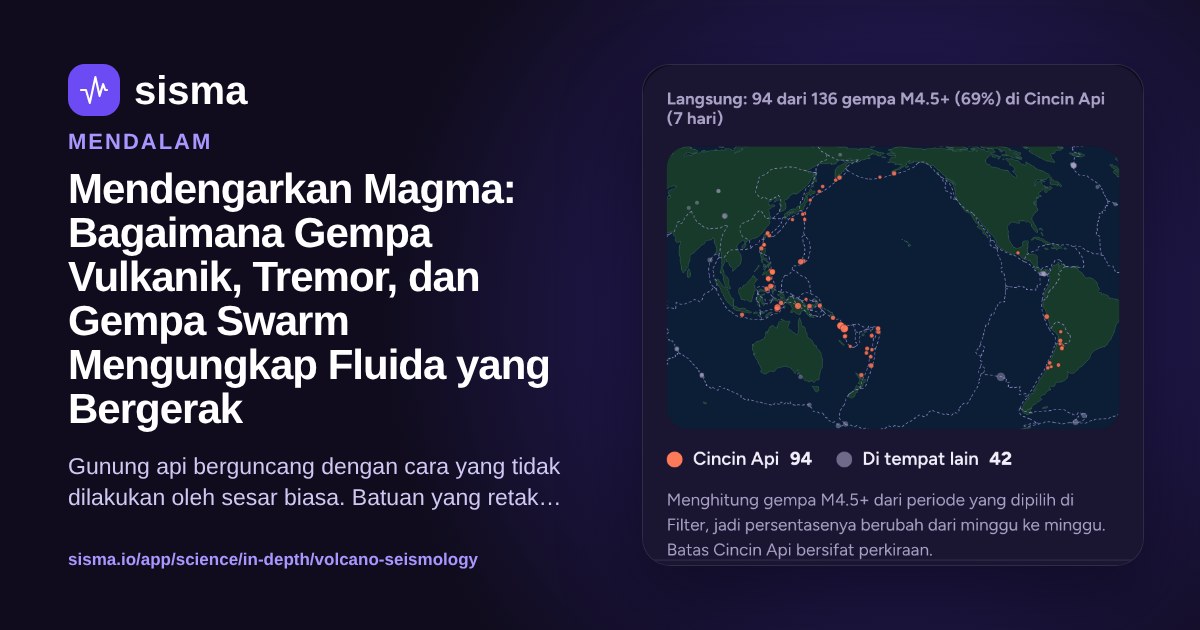 sisma
MENDALAM
Mendengarkan Magma:
Bagaimana Gempa
Vulkanik, Tremor, dan
Gempa Swarm
Mengungkap Fluida yang
Bergerak
Gunung api berguncang dengan cara yang tidak
dilakukan oleh sesar biasa. Batuan yang retak…
sisma.io/app/science/in-depth/volcano-seismology
Langsung: 94 dari 136 gempa M4.5+ (69%) di Cincin Api
(7 hari)
Cincin Api 94 Di tempat lain 42
Menghitung gempa M4.5+ dari periode yang dipilih di
Filter, jadi persentasenya berubah dari minggu ke minggu.
Batas Cincin Api bersifat perkiraan.